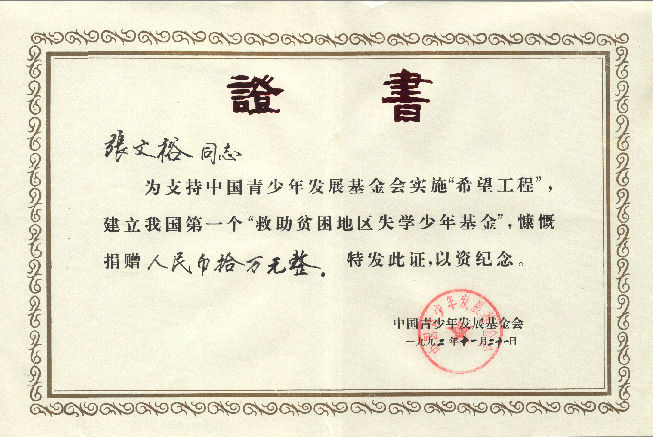 證書
張文裕 同志
为支持中国青少年发展基金会实施“希望工程”，
建立我国第一个“救助贫困地区失学少年基金”，慷慨
捐赠人民币拾万元整． 特发此证，以资纪念。
中国青少年发展基金会
一九九二年十一月二十一日